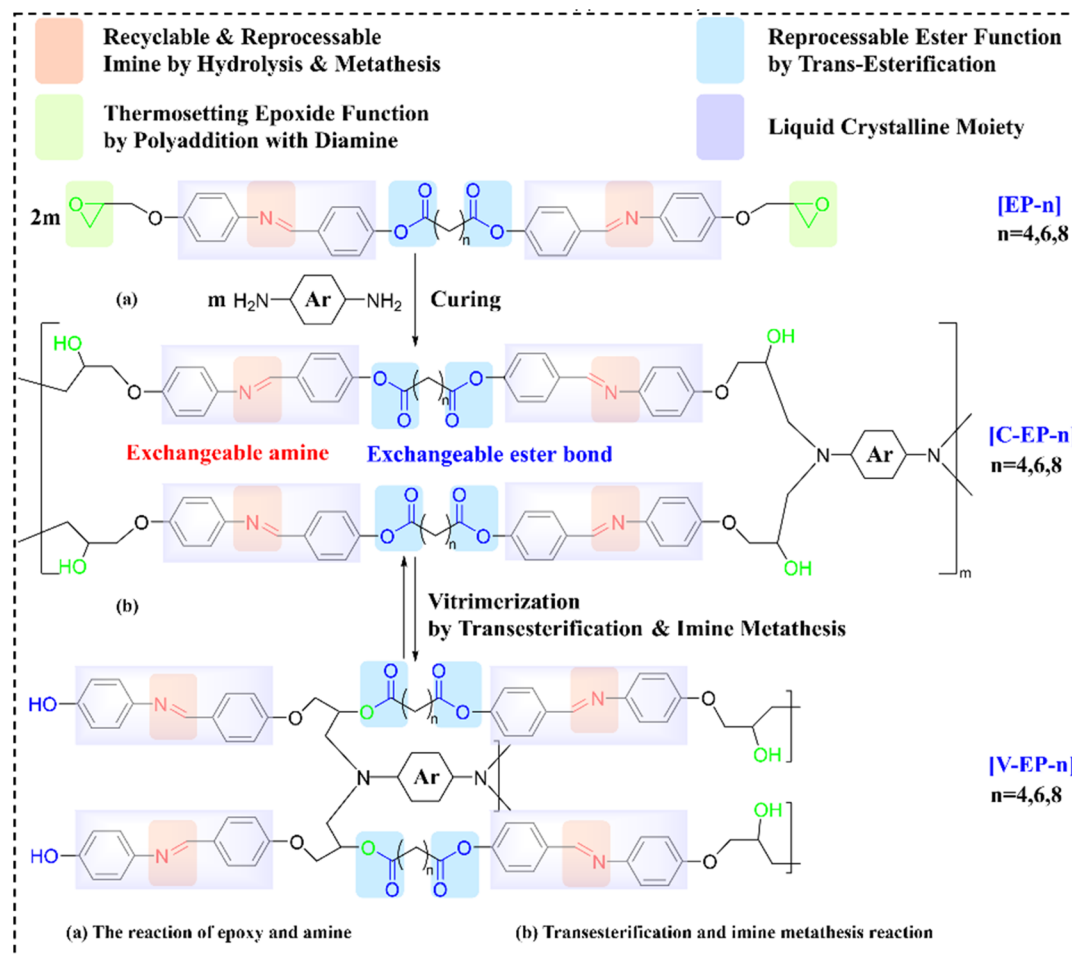 Recyclable & Reprocessable
Imine by Hydrolysis & Metathesis
Reprocessable Ester Function
by Trans-Esterification
Thermosetting Epoxide Function
by Polyaddition with Diamine
Liquid Crystalline Moiety
2m
O
O
N
O
O
( )n
O
O
N
O
O
[EP-n]
n=4,6,8
(a)
m H₂N
Ar
NH₂
Curing
HO
O
N
O
O
( )n
O
O
N
O
OH
Exchangeable amine
Exchangeable ester bond
N
Ar
N
[C-EP-n]
n=4,6,8
HO
O
N
O
O
( )n
O
O
N
O
OH
m
(b)
Vitrimerization
by Transesterification & Imine Metathesis
HO
N
O
O
O
( )n
O
O
N
O
OH
N
Ar
N
[V-EP-n]
n=4,6,8
HO
N
O
O
O
( )n
O
O
N
O
OH
(a) The reaction of epoxy and amine
(b) Transesterification and imine metathesis reaction